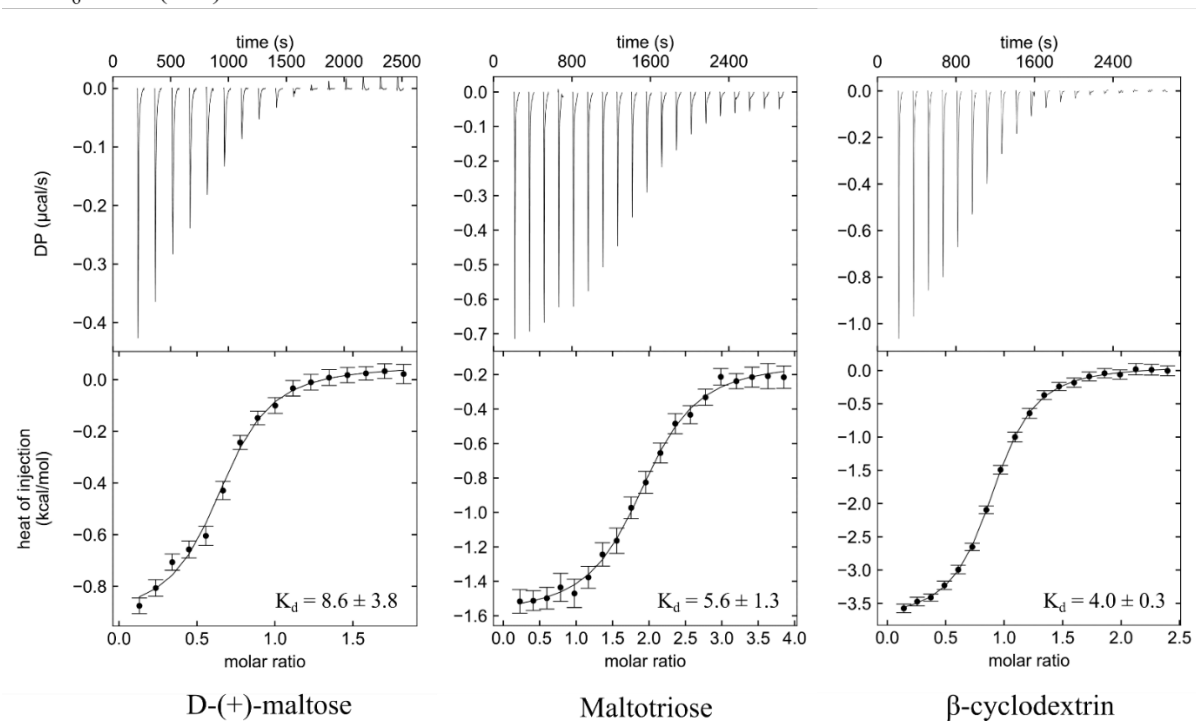 time (s)
0 500 1000 1500 2000 2500
0.0
−0.1
−0.2
−0.3
−0.4
DP (μcal/s)
0.0
−0.2
−0.4
−0.6
−0.8
heat of injection
(kcal/mol)
K_d = 8.6 ± 3.8
0.0 0.5 1.0 1.5
molar ratio
D-(+)-maltose
time (s)
0 800 1600 2400
0.0
−0.1
−0.2
−0.3
−0.4
−0.5
−0.6
−0.7
−0.2
−0.4
−0.6
−0.8
−1.0
−1.2
−1.4
−1.6
K_d = 5.6 ± 1.3
0.0 0.5 1.0 1.5 2.0 2.5 3.0 3.5 4.0
molar ratio
Maltotriose
time (s)
0 800 1600 2400
0.0
−0.2
−0.4
−0.6
−0.8
−1.0
0.0
−0.5
−1.0
−1.5
−2.0
−2.5
−3.0
−3.5
K_d = 4.0 ± 0.3
0.0 0.5 1.0 1.5 2.0 2.5
molar ratio
β-cyclodextrin